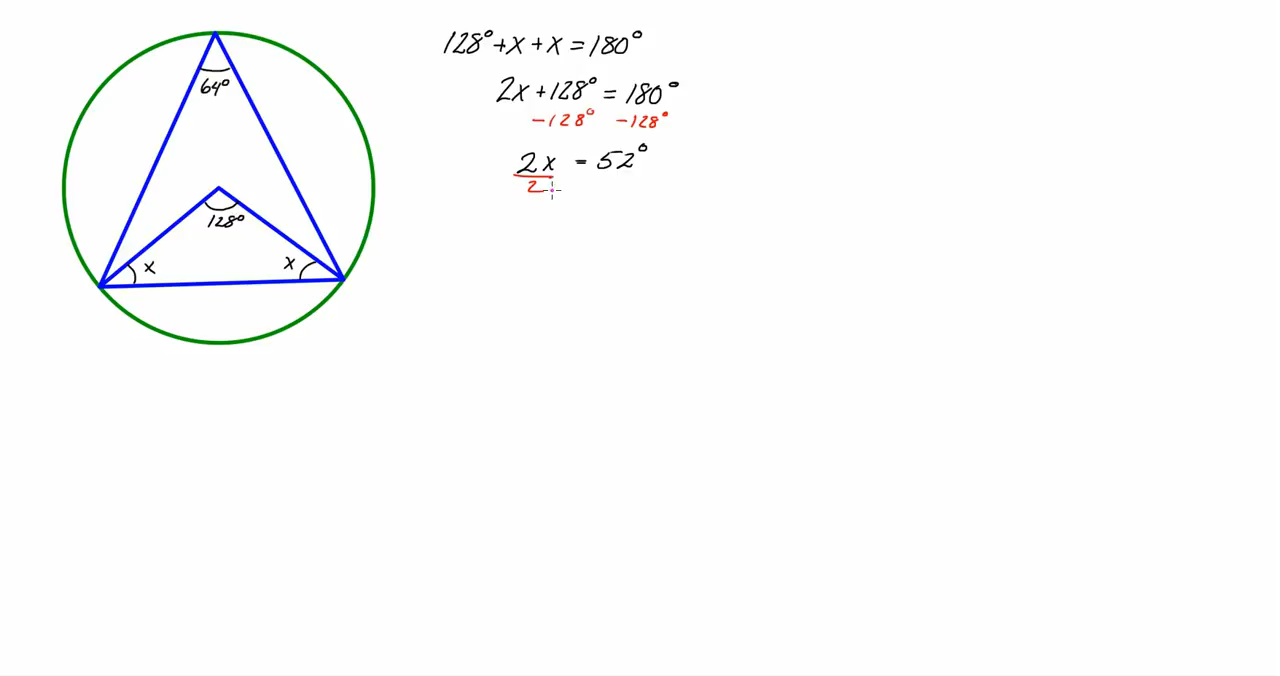 128°+x+x=180°
2x+128°=180°
-128° -128°
2x = 52°
2
64°
128°
x x